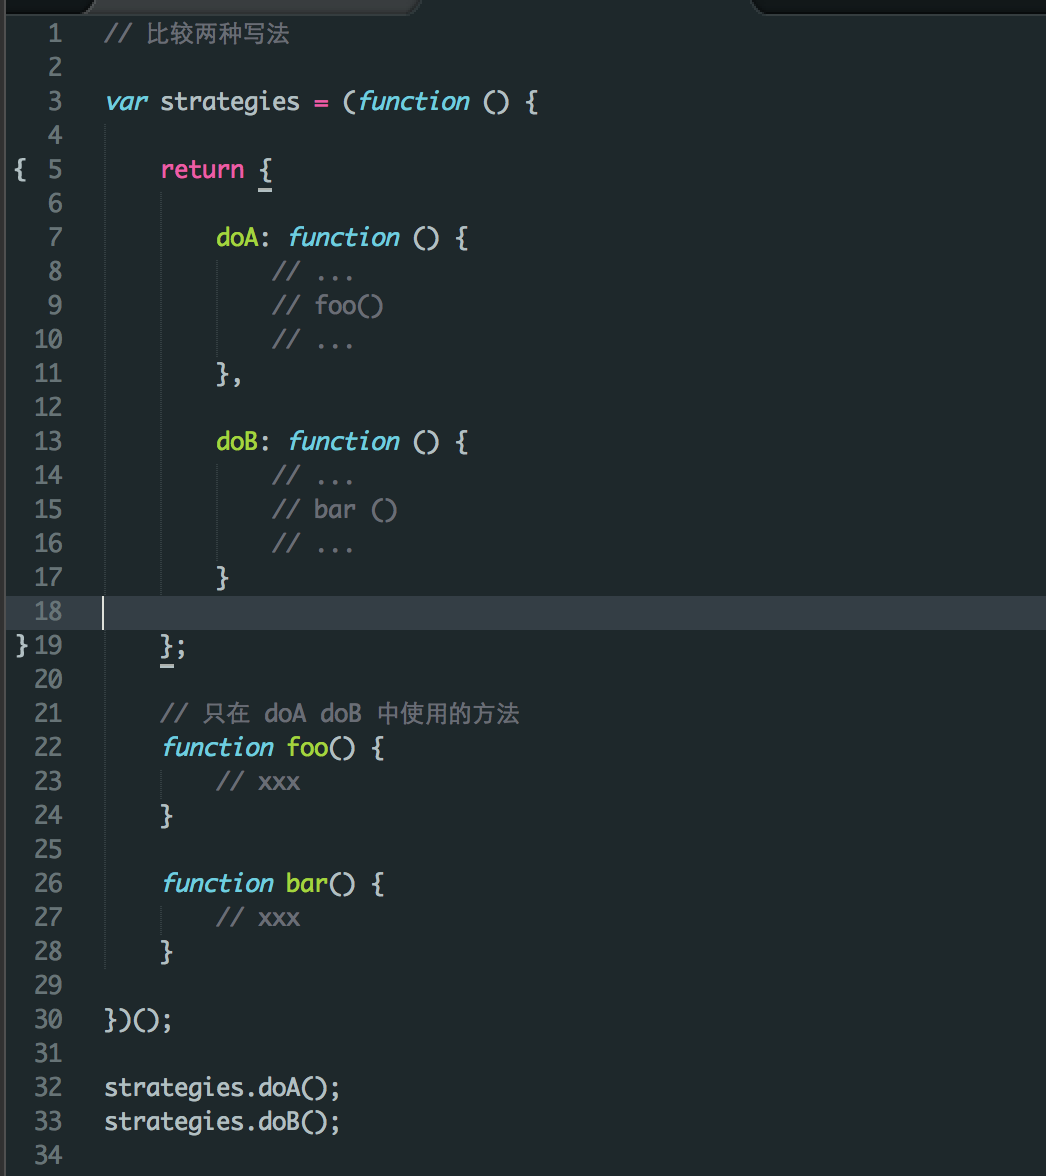 1 // 比较两种写法
2
3 var strategies = (function () {
4
{ 5 return {
6
7 doA: function () {
8 // ...
9 // foo()
10 // ...
11 },
12
13 doB: function () {
14 // ...
15 // bar ()
16 // ...
17 }
18
} 19 };
20
21 // 只在 doA doB 中使用的方法
22 function foo() {
23 // xxx
24 }
25
26 function bar() {
27 // xxx
28 }
29
30 })();
31
32 strategies.doA();
33 strategies.doB();
34